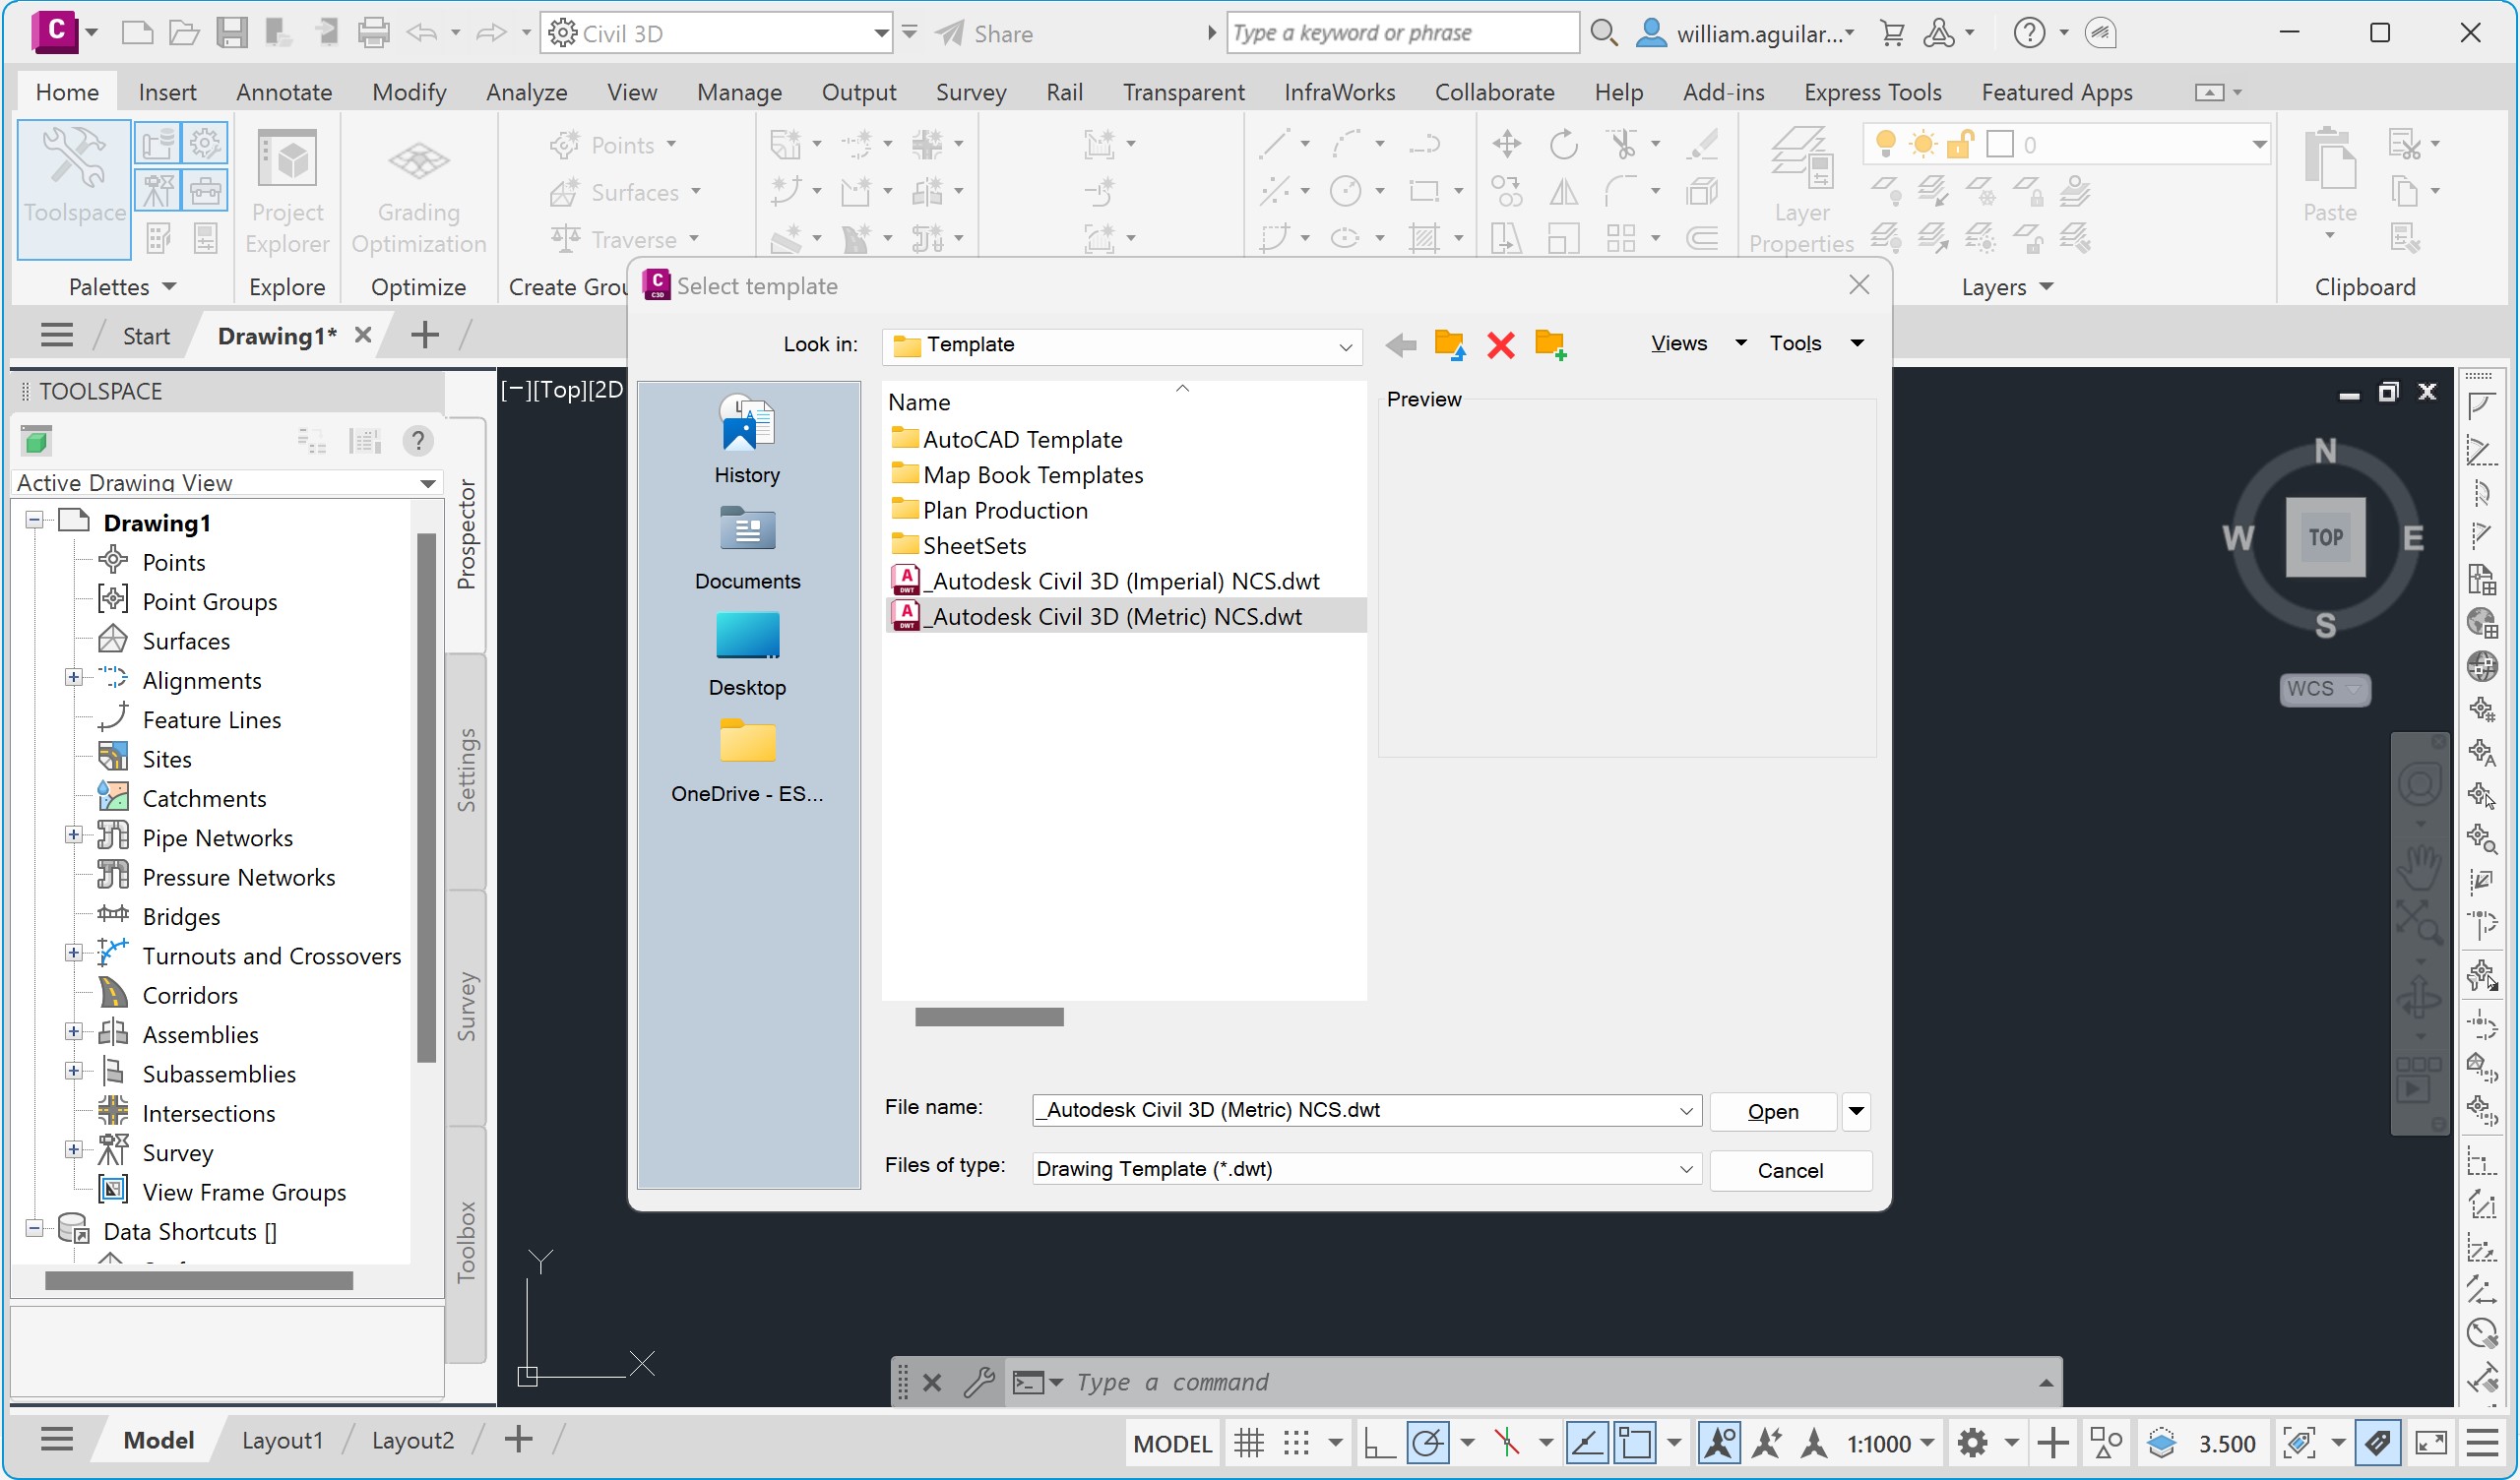 C
Civil 3D
Share
Type a keyword or phrase
william.aguilar...
Home
Insert
Annotate
Modify
Analyze
View
Manage
Output
Survey
Rail
Transparent
InfraWorks
Collaborate
Help
Add-ins
Express Tools
Featured Apps
Toolspace
Project
Explorer
Grading
Optimization
Points
Surfaces
Traverse
Layer
Properties
0
Paste
Palettes
Explore
Optimize
Create Grou
Layers
Clipboard
Start
Drawing1*
TOOLSPACE
Active Drawing View
Drawing1
Points
Point Groups
Surfaces
Alignments
Feature Lines
Sites
Catchments
Pipe Networks
Pressure Networks
Bridges
Turnouts and Crossovers
Corridors
Assemblies
Subassemblies
Intersections
Survey
View Frame Groups
Data Shortcuts []
Prospector
Settings
Survey
Toolbox
[−][Top][2D
C
C3D
Select template
Look in:
Template
Views
Tools
History
Documents
Desktop
OneDrive - ES...
Name
AutoCAD Template
Map Book Templates
Plan Production
SheetSets
_Autodesk Civil 3D (Imperial) NCS.dwt
_Autodesk Civil 3D (Metric) NCS.dwt
Preview
File name:
_Autodesk Civil 3D (Metric) NCS.dwt
Open
Files of type:
Drawing Template (*.dwt)
Cancel
N
W
TOP
E
S
WCS
Y
X
Type a command
Model
Layout1
Layout2
MODEL
1:1000
3.500